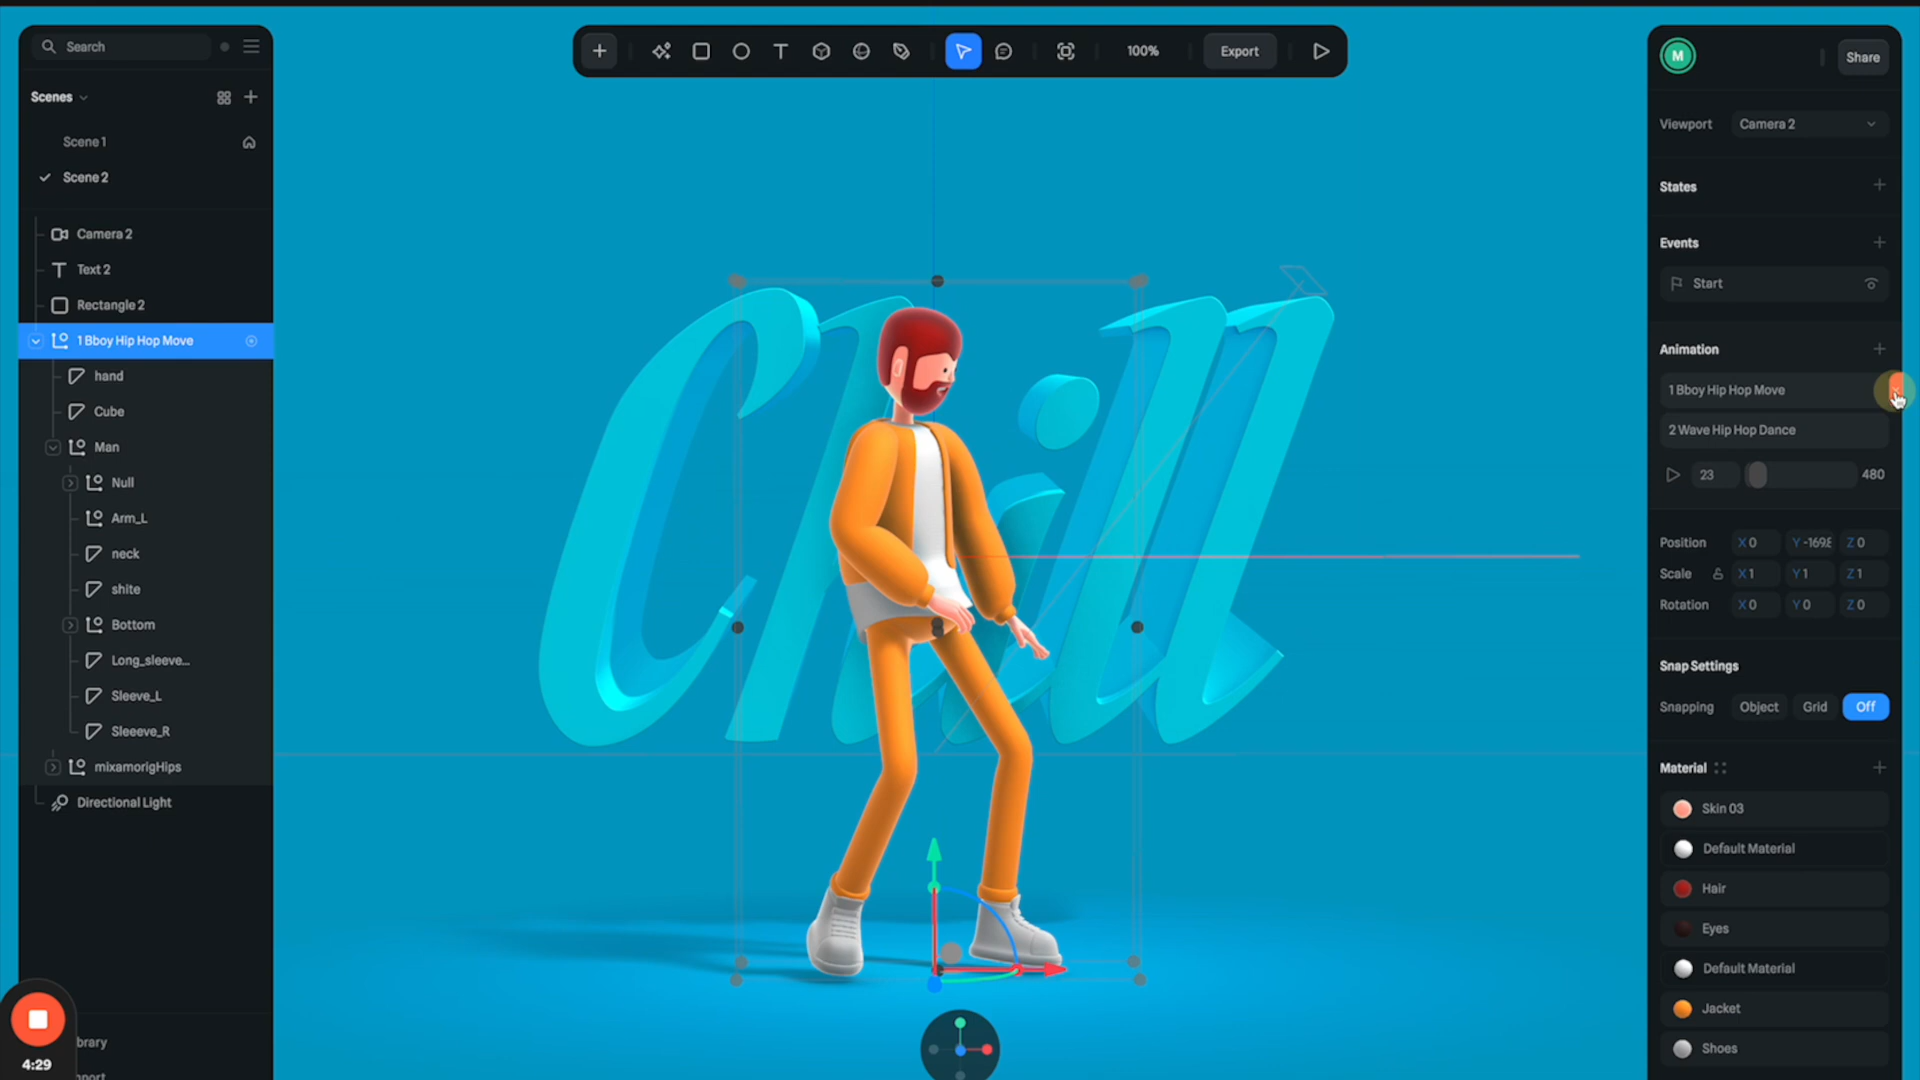 Search
Scenes
Scene 1
Scene 2
Camera 2
Text 2
Rectangle 2
1 Bboy Hip Hop Move
hand
Cube
Man
Null
Arm_L
neck
shite
Bottom
Long_sleeve...
Sleeve_L
Sleeeve_R
mixamorigHips
Directional Light
4:29
T
100%
Export
Chill
M
Share
Viewport Camera 2
States
Events
Start
Animation
1 Bboy Hip Hop Move
2 Wave Hip Hop Dance
23 480
Position X 0 Y -169.8 Z 0
Scale X 1 Y 1 Z 1
Rotation X 0 Y 0 Z 0
Snap Settings
Snapping Object Grid Off
Material
Skin 03
Default Material
Hair
Eyes
Default Material
Jacket
Shoes